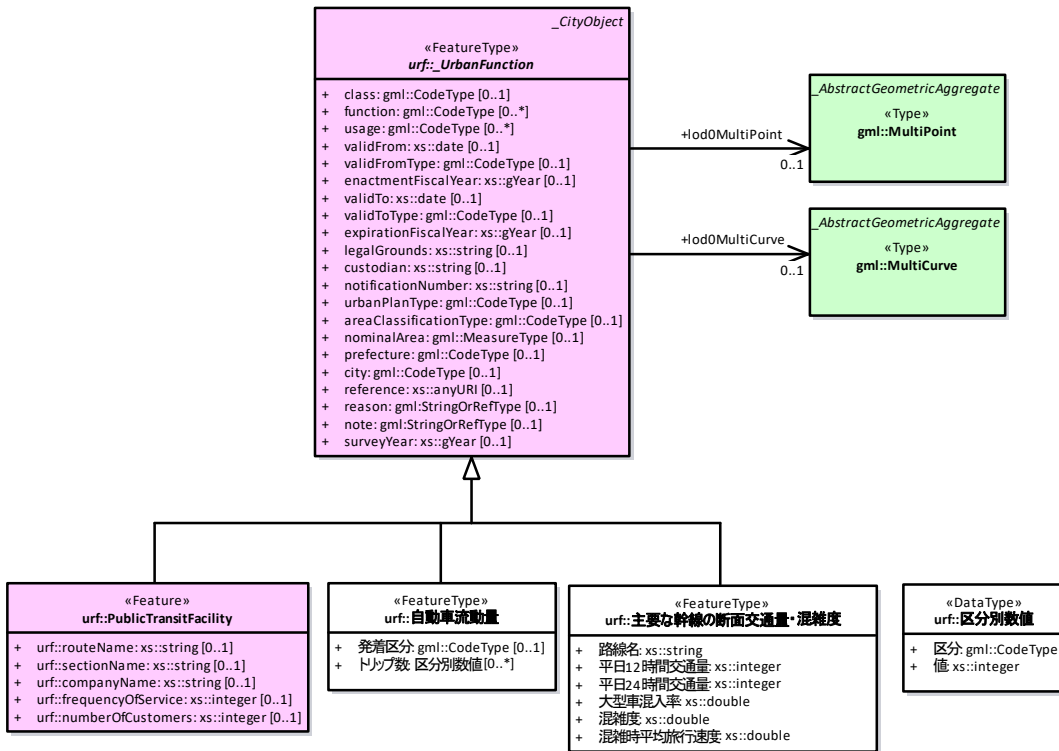 _CityObject
«FeatureType»
urf::_UrbanFunction
+ class: gml::CodeType [0..1]
+ function: gml::CodeType [0..*]
+ usage: gml::CodeType [0..*]
+ validFrom: xs::date [0..1]
+ validFromType: gml::CodeType [0..1]
+ enactmentFiscalYear: xs::gYear [0..1]
+ validTo: xs::date [0..1]
+ validToType: gml::CodeType [0..1]
+ expirationFiscalYear: xs::gYear [0..1]
+ legalGrounds: xs::string [0..1]
+ custodian: xs::string [0..1]
+ notificationNumber: xs::string [0..1]
+ urbanPlanType: gml::CodeType [0..1]
+ areaClassificationType: gml::CodeType [0..1]
+ nominalArea: gml::MeasureType [0..1]
+ prefecture: gml::CodeType [0..1]
+ city: gml::CodeType [0..1]
+ reference: xs::anyURI [0..1]
+ reason: gml:StringOrRefType [0..1]
+ note: gml:StringOrRefType [0..1]
+ surveyYear: xs::gYear [0..1]
+lod0MultiPoint
0..1
_AbstractGeometricAggregate
«Type»
gml::MultiPoint
+lod0MultiCurve
0..1
_AbstractGeometricAggregate
«Type»
gml::MultiCurve
«Feature»
urf::PublicTransitFacility
+ urf::routeName: xs::string [0..1]
+ urf::sectionName: xs::string [0..1]
+ urf::companyName: xs::string [0..1]
+ urf::frequencyOfService: xs::integer [0..1]
+ urf::numberOfCustomers: xs::integer [0..1]
«FeatureType»
urf::自動車流動量
+ 発着区分: gml::CodeType [0..1]
+ トリップ数: 区分別数値[0..*]
«FeatureType»
urf::主要な幹線の断面交通量・混雑度
+ 路線名: xs::string
+ 平日12時間交通量: xs::integer
+ 平日24時間交通量: xs::integer
+ 大型車混入率: xs::double
+ 混雑度: xs::double
+ 混雑時平均旅行速度: xs::double
«DataType»
urf::区分別数値
+ 区分: gml::CodeType
+ 値: xs::integer